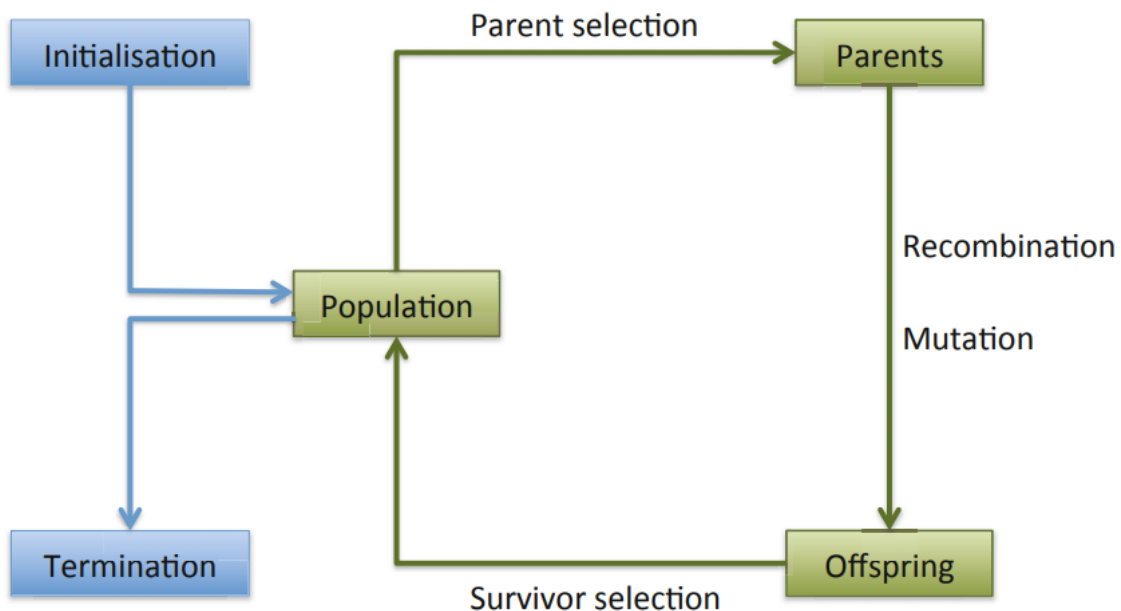 Parent selection
Initialisation
Parents
Recombination
Population
Mutation
Termination
Offspring
Survivor selection